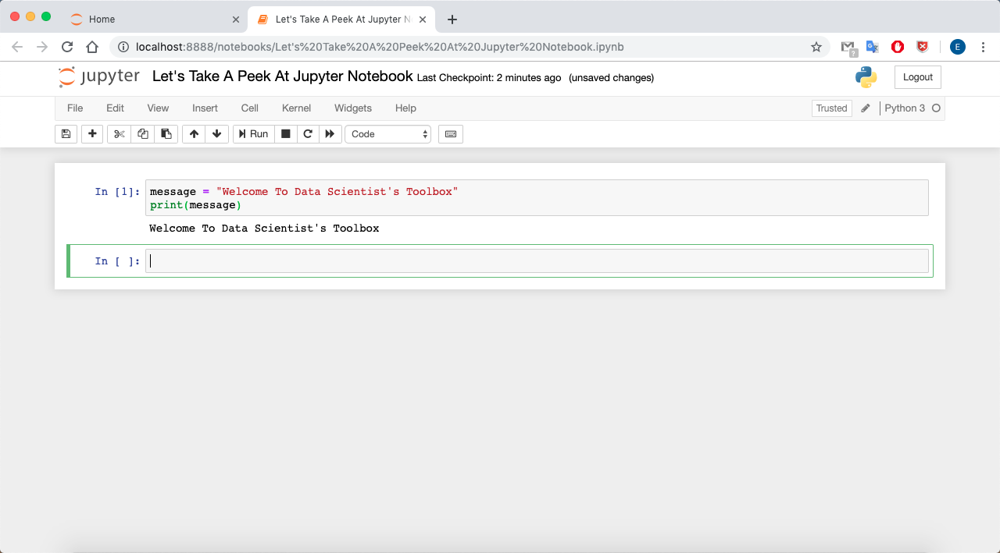 Home
Let's Take A Peek At Jupyter N
localhost:8888/notebooks/Let's%20Take%20A%20Peek%20At%20Jupyter%20Notebook.ipynb
?
G
E
jupyter Let's Take A Peek At Jupyter Notebook Last Checkpoint: 2 minutes ago (unsaved changes)
Logout
File Edit View Insert Cell Kernel Widgets Help
Trusted Python 3
Run Code
In [1]: message = "Welcome To Data Scientist's Toolbox"
print(message)
Welcome To Data Scientist's Toolbox
In [ ]: